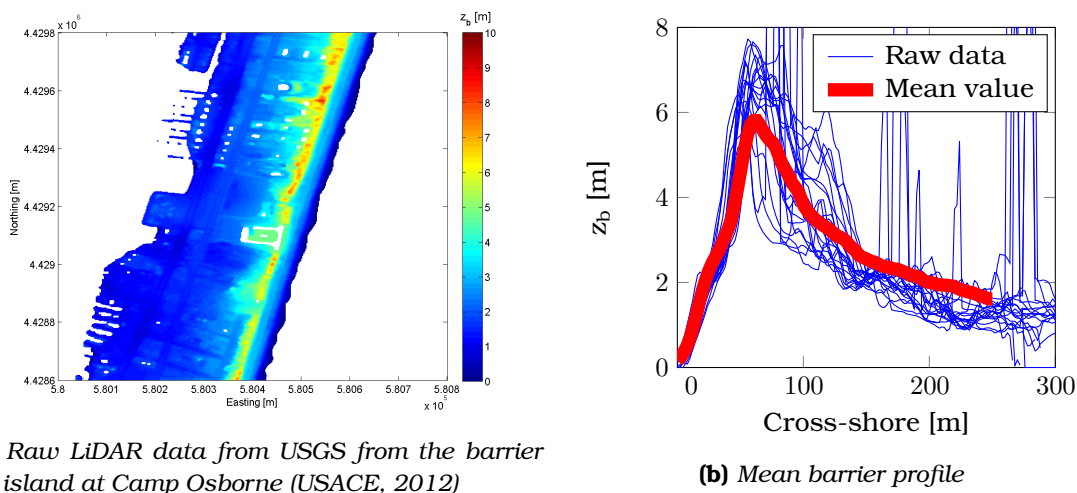 z_b [m]
x 10^6
4.4298
4.4296
4.4294
4.4292
4.429
4.4288
4.4286
Northing [m]
5.8 5.801 5.802 5.803 5.804 5.805 5.806 5.807 5.808
Easting [m]
x 10^5
10
9
8
7
6
5
4
3
2
1
0
Raw LiDAR data from USGS from the barrier
island at Camp Osborne (USACE, 2012)
8
6
4
2
0
z_b [m]
Raw data
Mean value
0 100 200 300
Cross-shore [m]
(b) Mean barrier profile